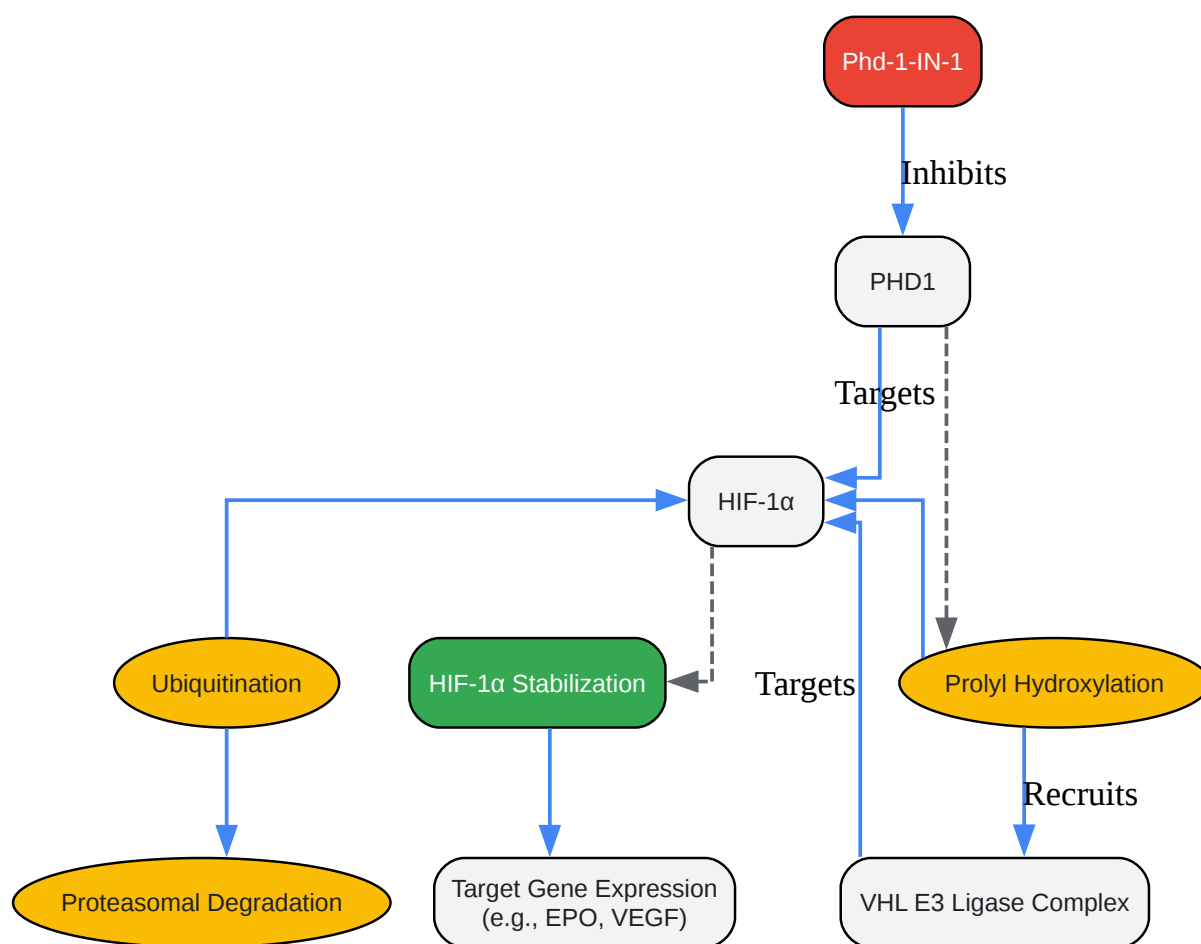 Phd-1-IN-1
Inhibits
PHD1
Targets
HIF-1α
Ubiquitination
HIF-1α Stabilization
Targets
Prolyl Hydroxylation
Recruits
Proteasomal Degradation
Target Gene Expression
(e.g., EPO, VEGF)
VHL E3 Ligase Complex